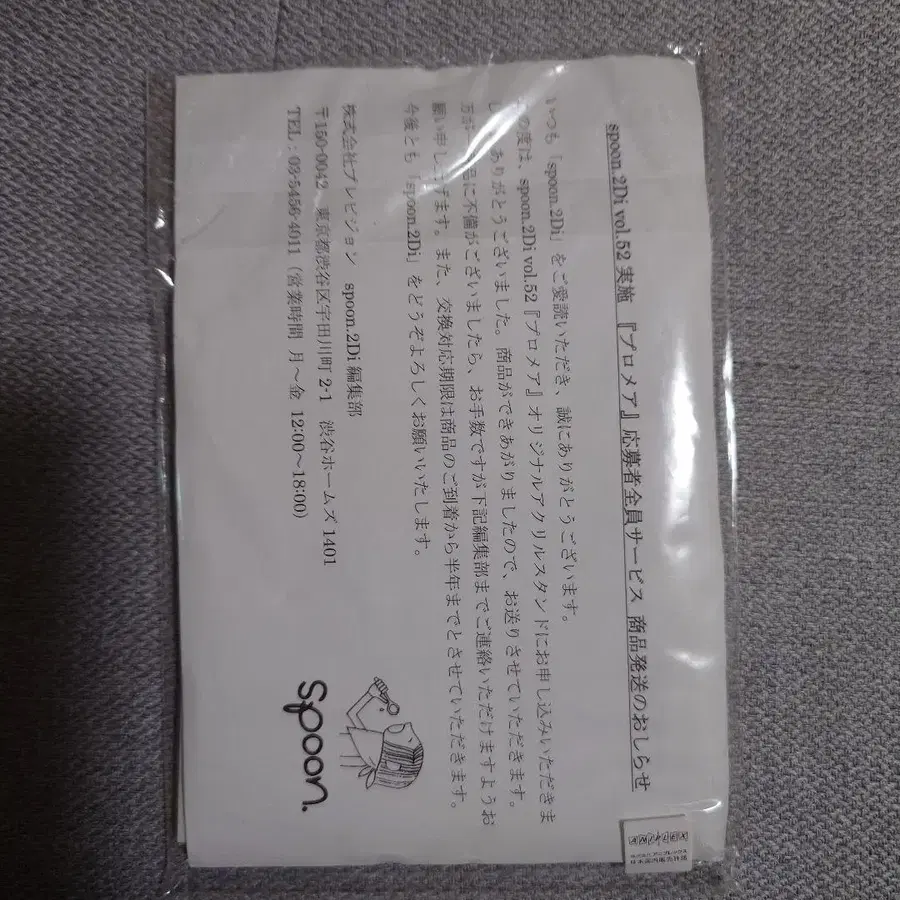 spoon.2Di vol.52 実施 『プロメア』応募者全員サービス 商品発送のおしらせ
いつも「spoon.2Di」をご愛読いただき、誠にありがとうございます。
の度は、spoon.2Di vol.52『プロメア』オリジナルアクリルスタンドにお申し込みいただきま
し ありがとうございました。商品ができあがりましたので、お送りさせていただきます。
万が 品に不備がございましたら、お手数ですが下記編集部までご連絡いただけますようお
願い申し げます。また、交換対応期限は商品のご到着から半年までとさせていただきます。
今後とも「spoon.2Di」をどうぞよろしくお願いいたします。
株式会社プレビジョン spoon.2Di 編集部
〒150-0042 東京都渋谷区宇田川町 2-1 渋谷ホームズ 1401
TEL：03-5456-4011（営業時間 月～金 12:00～18:00）
spoon.